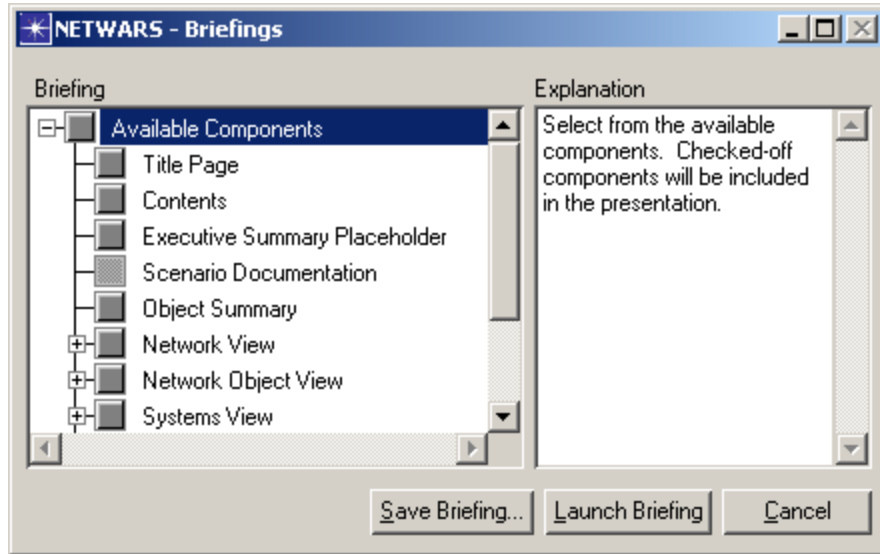 NETWARS - Briefings
Briefing
Available Components
Title Page
Contents
Executive Summary Placeholder
Scenario Documentation
Object Summary
Network View
Network Object View
Systems View
Explanation
Select from the available
components.  Checked-off
components will be included
in the presentation.
Save Briefing...
Launch Briefing
Cancel